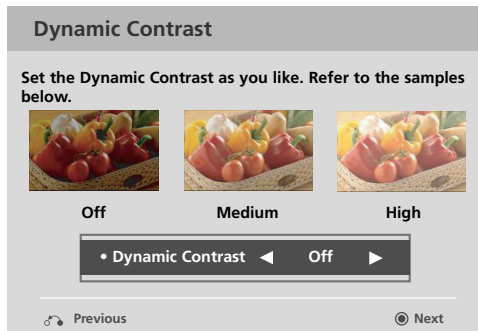 Dynamic Contrast
Set the Dynamic Contrast as you like. Refer to the samples
below.
Off Medium High
• Dynamic Contrast ◀ Off ▶
Previous ◉ Next